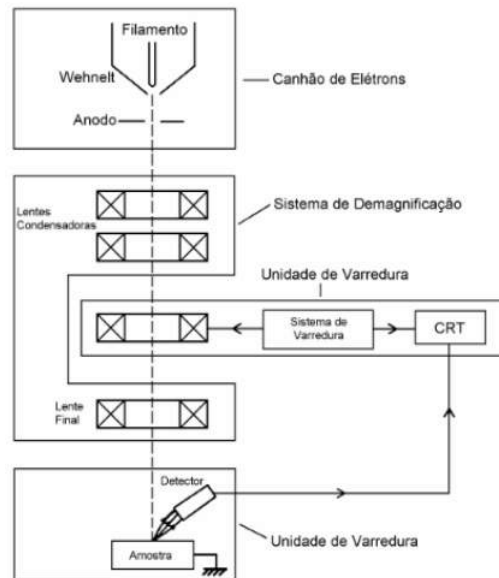 Filamento
Wehnelt
Canhão de Elétrons
Anodo
Lentes
Condensadoras
Sistema de Demagnificação
Unidade de Varredura
Sistema de
Varredura
CRT
Lente
Final
Detector
Amostra
Unidade de Varredura